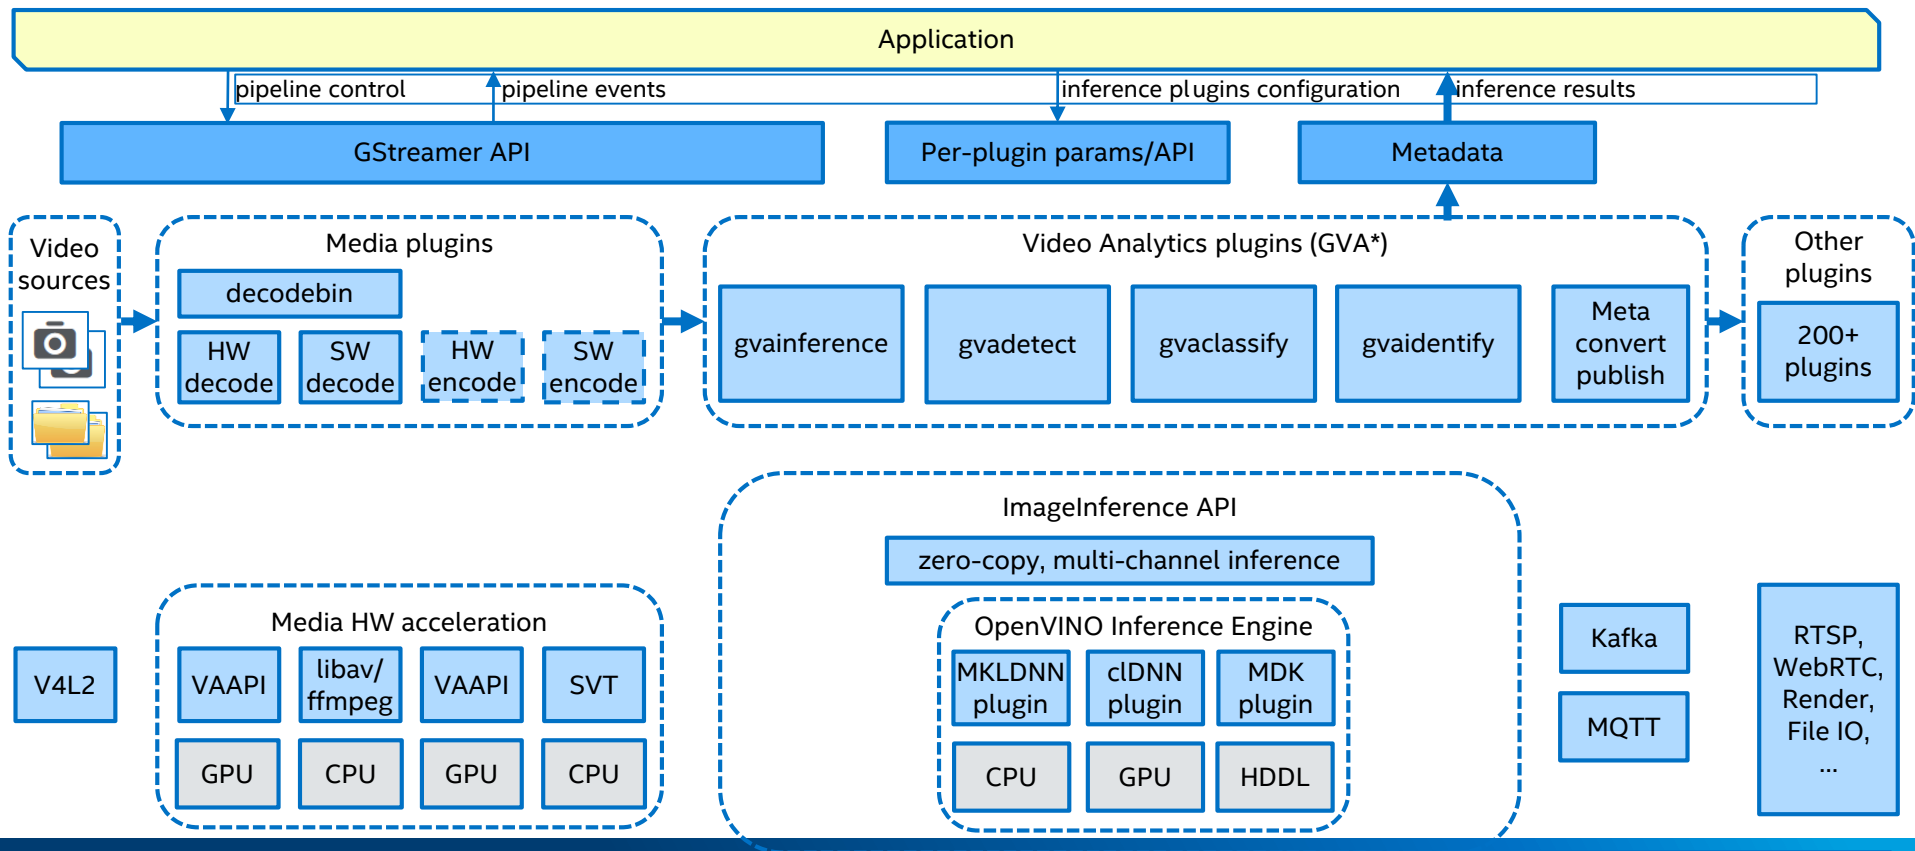 Application
pipeline control
pipeline events
inference plugins configuration
inference results
GStreamer API
Per-plugin params/API
Metadata
Video
sources
Media plugins
decodebin
HW
decode
SW
decode
HW
encode
SW
encode
Video Analytics plugins (GVA*)
gvainference
gvadetect
gvaclassify
gvaidentify
Meta
convert
publish
Other
plugins
200+
plugins
ImageInference API
zero-copy, multi-channel inference
Media HW acceleration
OpenVINO Inference Engine
V4L2
VAAPI
libav/
ffmpeg
VAAPI
SVT
GPU
CPU
GPU
CPU
MKLDNN
plugin
clDNN
plugin
MDK
plugin
CPU
GPU
HDDL
Kafka
MQTT
RTSP,
WebRTC,
Render,
File IO,
...